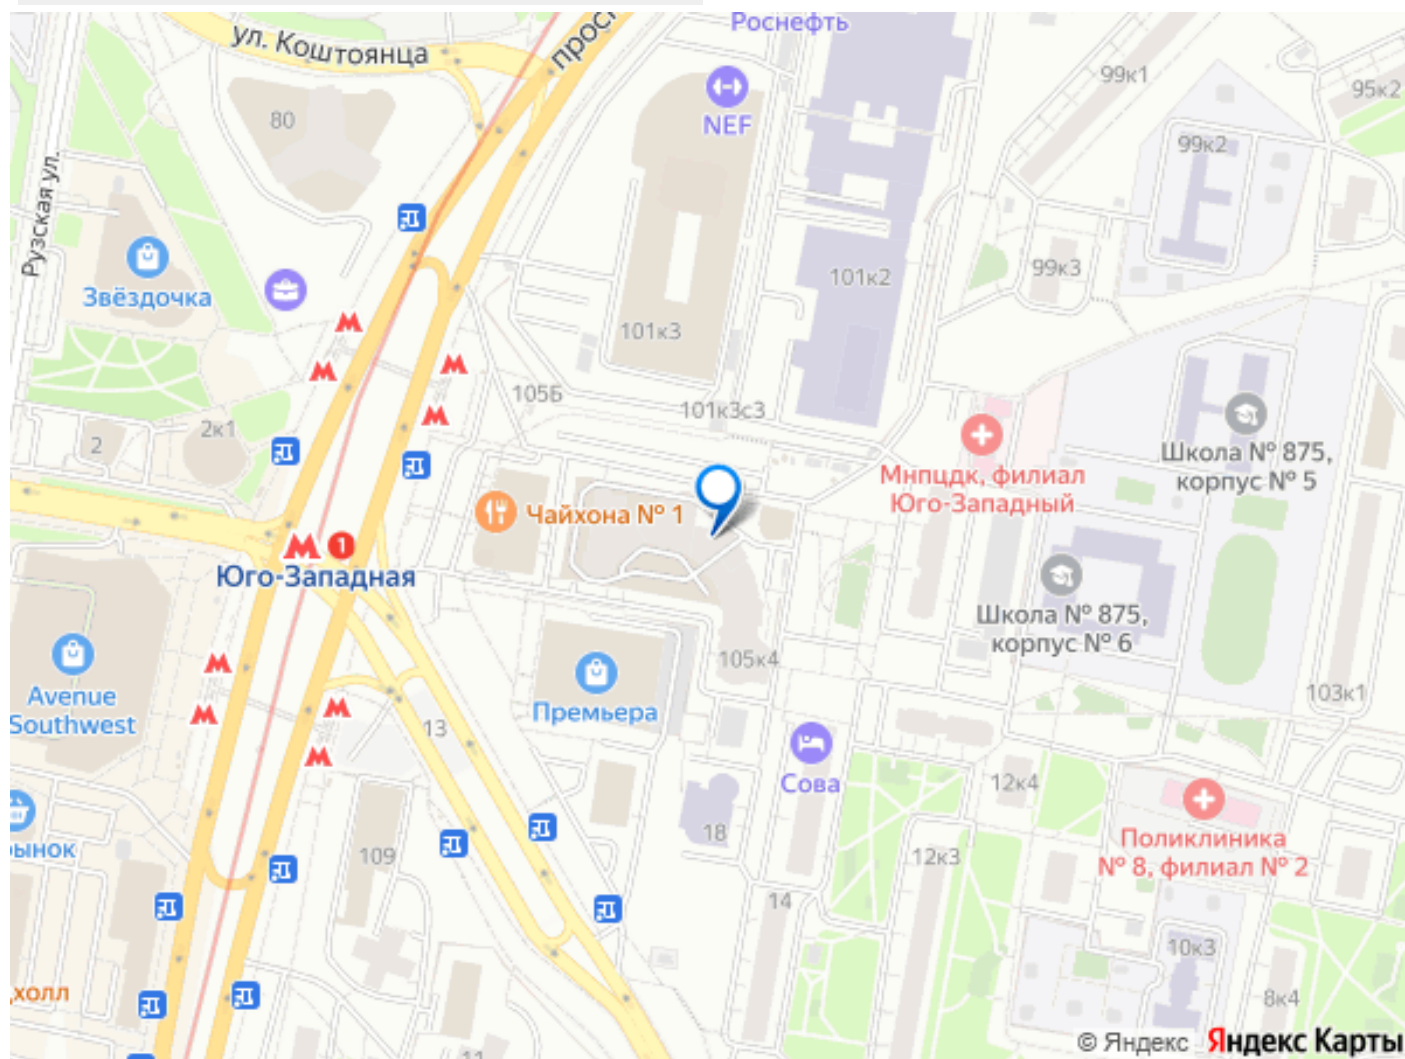 Роснефть
ул. Коштоянца
прос
99к1
95к2
NEF
80
99к2
Рузская ул.
99к3
101к2
Звёздочка
101к3
105Б
101к3с3
2к1
2
Школа № 875,
корпус № 5
Мнпцдк, филиал
Юго-Западный
Чайхона № 1
1
Юго-Западная
Школа № 875,
корпус № 6
105к4
Avenue
Southwest
Премьера
103к1
13
Сова
12к4
18
Поликлиника
№ 8, филиал № 2
ынок
109
12к3
14
10к3
холл
8к4
11
© Яндекс Яндекс Карты